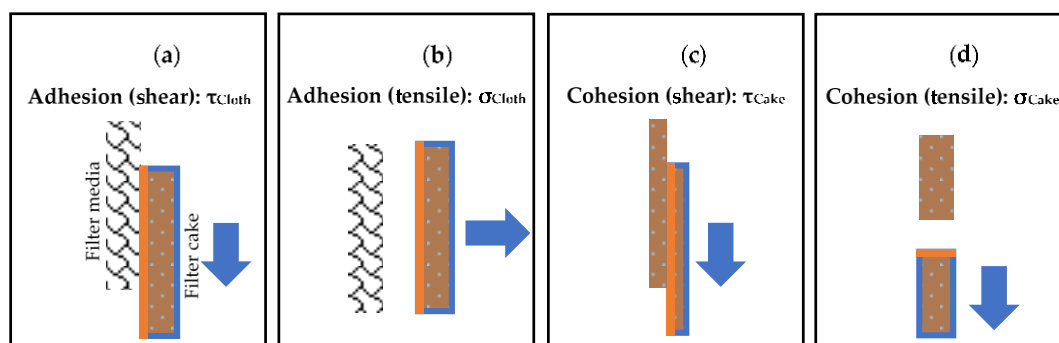 (a)
Adhesion (shear): τCloth
Filter media
Filter cake
(b)
Adhesion (tensile): σCloth
(c)
Cohesion (shear): τCake
(d)
Cohesion (tensile): σCake